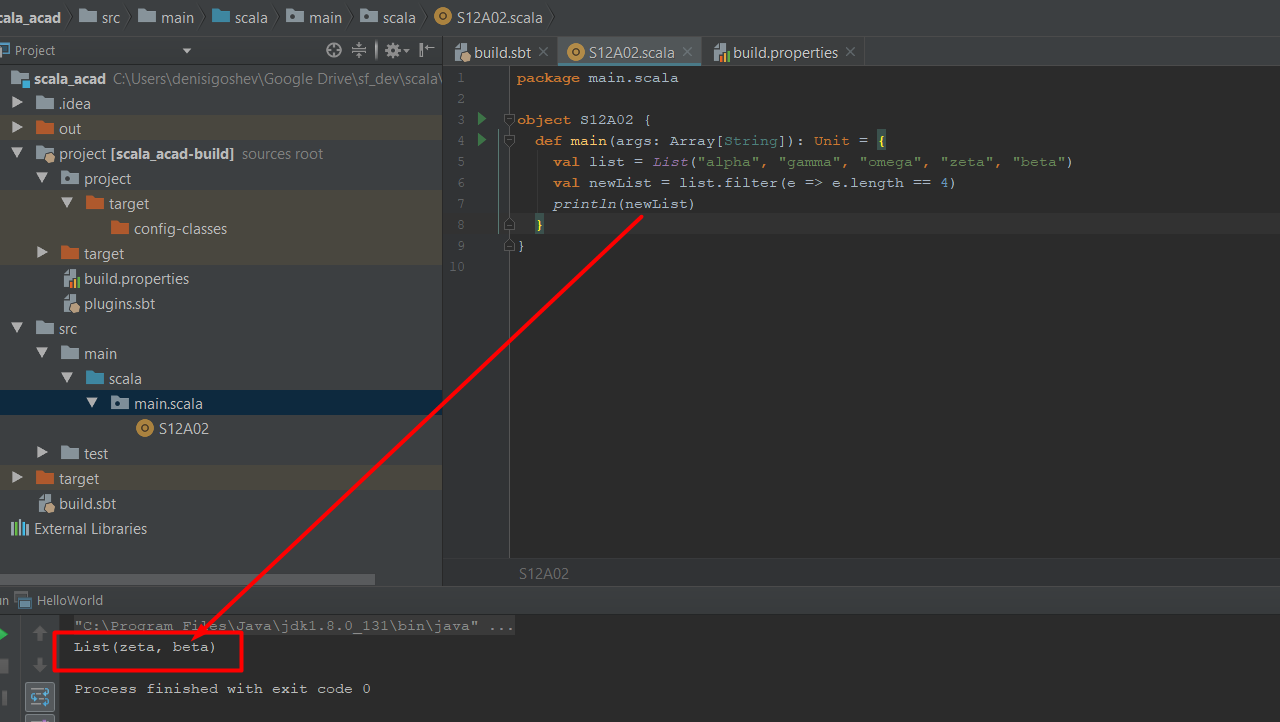 cala_acad src main scala main scala S12A02.scala
Project
build.sbt S12A02.scala build.properties
scala_acad C:\Users\denisigoshev\Google Drive\sf_dev\scala\
.idea
out
project [scala_acad-build] sources root
project
target
config-classes
target
build.properties
plugins.sbt
src
main
scala
main.scala
S12A02
test
target
build.sbt
External Libraries
1 package main.scala
2
3 object S12A02 {
4 def main(args: Array[String]): Unit = {
5 val list = List("alpha", "gamma", "omega", "zeta", "beta")
6 val newList = list.filter(e => e.length == 4)
7 println(newList)
8 }
9 }
10
S12A02
un HelloWorld
"C:\Program Files\Java\jdk1.8.0_131\bin\java" ...
List(zeta, beta)
Process finished with exit code 0